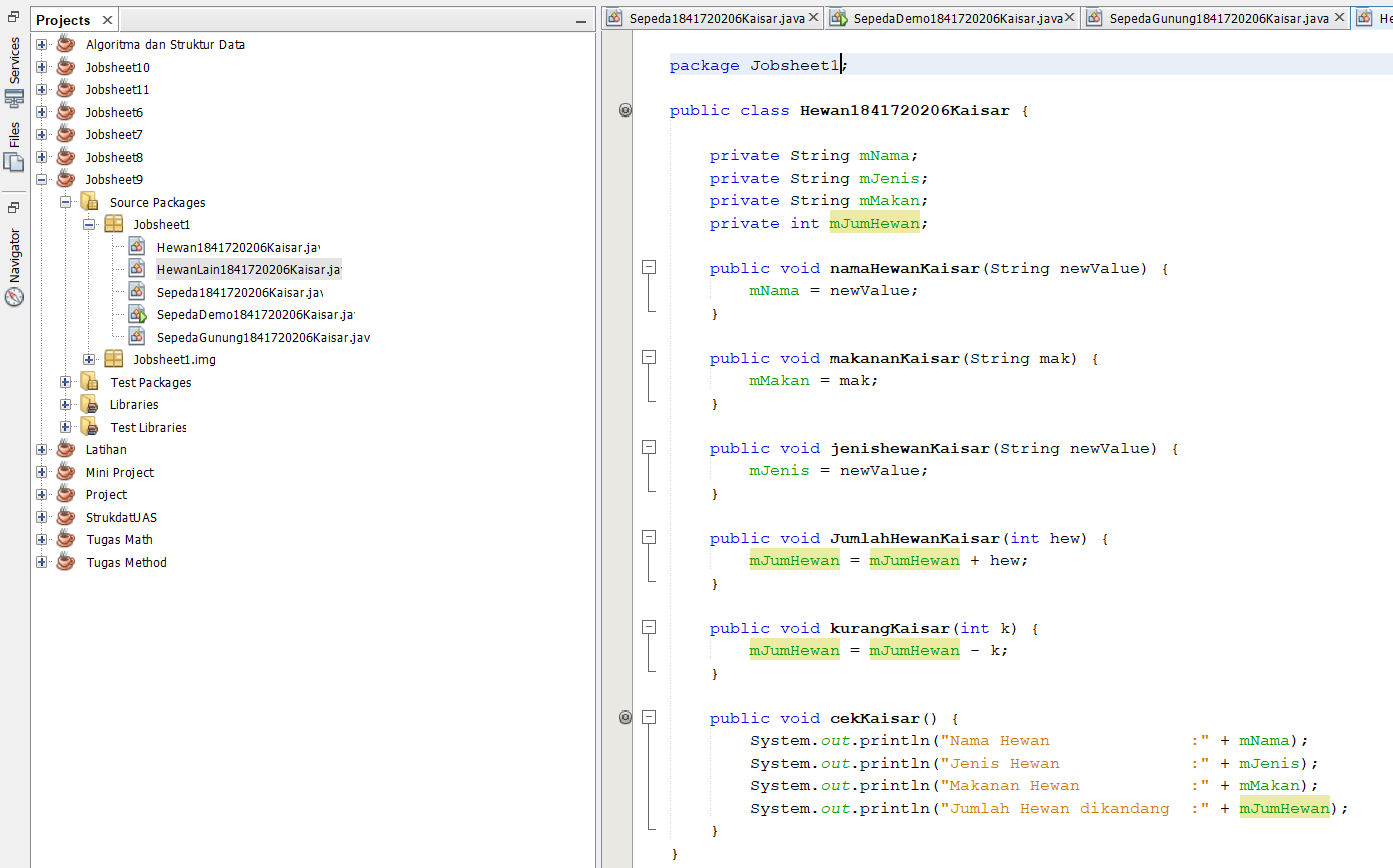 Services
Files
Navigator
Projects
Algoritma dan Struktur Data
Jobsheet10
Jobsheet11
Jobsheet6
Jobsheet7
Jobsheet8
Jobsheet9
Source Packages
Jobsheet1
Hewan1841720206Kaisar.jav
HewanLain1841720206Kaisar.ja
Sepeda1841720206Kaisar.jav
SepedaDemo1841720206Kaisar.ja
SepedaGunung1841720206Kaisar.jav
Jobsheet1.img
Test Packages
Libraries
Test Libraries
Latihan
Mini Project
Project
StrukdatUAS
Tugas Math
Tugas Method
Sepeda1841720206Kaisar.java SepedaDemo1841720206Kaisar.java SepedaGunung1841720206Kaisar.java He
package Jobsheet1;
public class Hewan1841720206Kaisar {
private String mNama;
private String mJenis;
private String mMakan;
private int mJumHewan;
public void namaHewanKaisar(String newValue) {
mNama = newValue;
}
public void makananKaisar(String mak) {
mMakan = mak;
}
public void jenishewanKaisar(String newValue) {
mJenis = newValue;
}
public void JumlahHewanKaisar(int hew) {
mJumHewan = mJumHewan + hew;
}
public void kurangKaisar(int k) {
mJumHewan = mJumHewan - k;
}
public void cekKaisar() {
System.out.println("Nama Hewan              :" + mNama);
System.out.println("Jenis Hewan             :" + mJenis);
System.out.println("Makanan Hewan           :" + mMakan);
System.out.println("Jumlah Hewan dikandang  :" + mJumHewan);
}
}